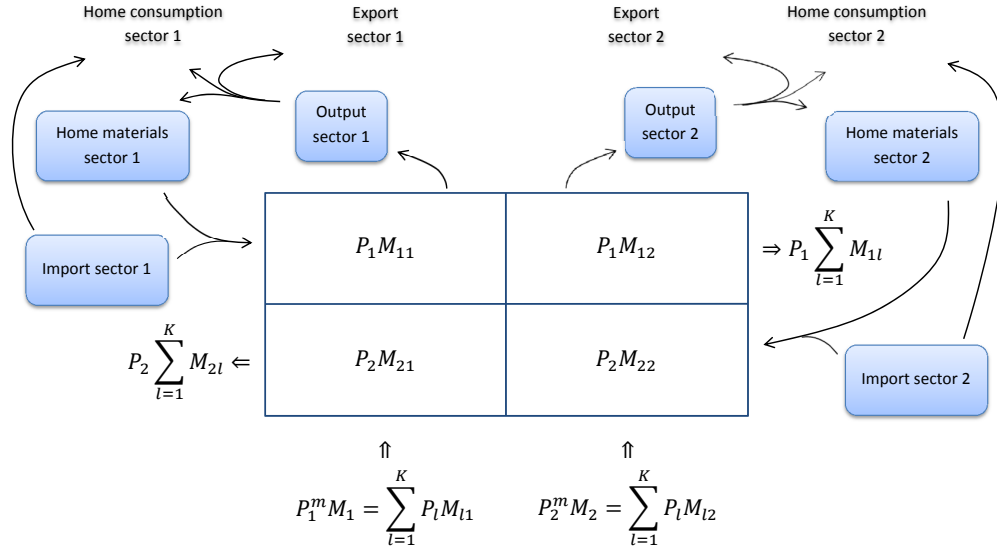 Home consumption
sector 1
Export
sector 1
Export
sector 2
Home consumption
sector 2
Output
sector 1
Output
sector 2
Home materials
sector 1
Home materials
sector 2
Import sector 1
P_1M_{11}
P_1M_{12}
⇒ P_1 \sum_{l=1}^{K} M_{1l}
P_2 \sum_{l=1}^{K} M_{2l} ⇐
P_2M_{21}
P_2M_{22}
Import sector 2
⇑
⇑
P_1^m M_1 = \sum_{l=1}^{K} P_l M_{l1}
P_2^m M_2 = \sum_{l=1}^{K} P_l M_{l2}